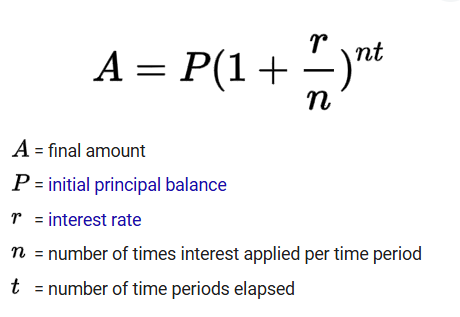 A = P(1 + r/n)^nt
A = final amount
P = initial principal balance
r = interest rate
n = number of times interest applied per time period
t = number of time periods elapsed